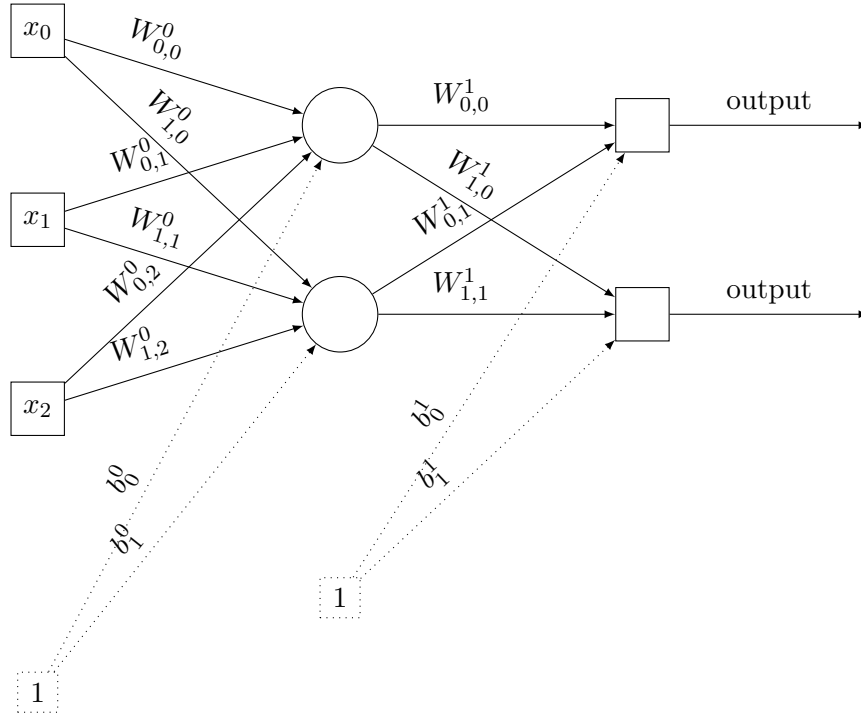 x_0
W^0_{0,0}
W^0_{1,0}
W^0_{0,1}
x_1
W^0_{1,1}
W^0_{0,2}
W^0_{1,2}
x_2
W^1_{0,0}
W^1_{1,0}
W^1_{0,1}
W^1_{1,1}
output
output
b^0_0
b^0_1
1
b^1_0
b^1_1
1